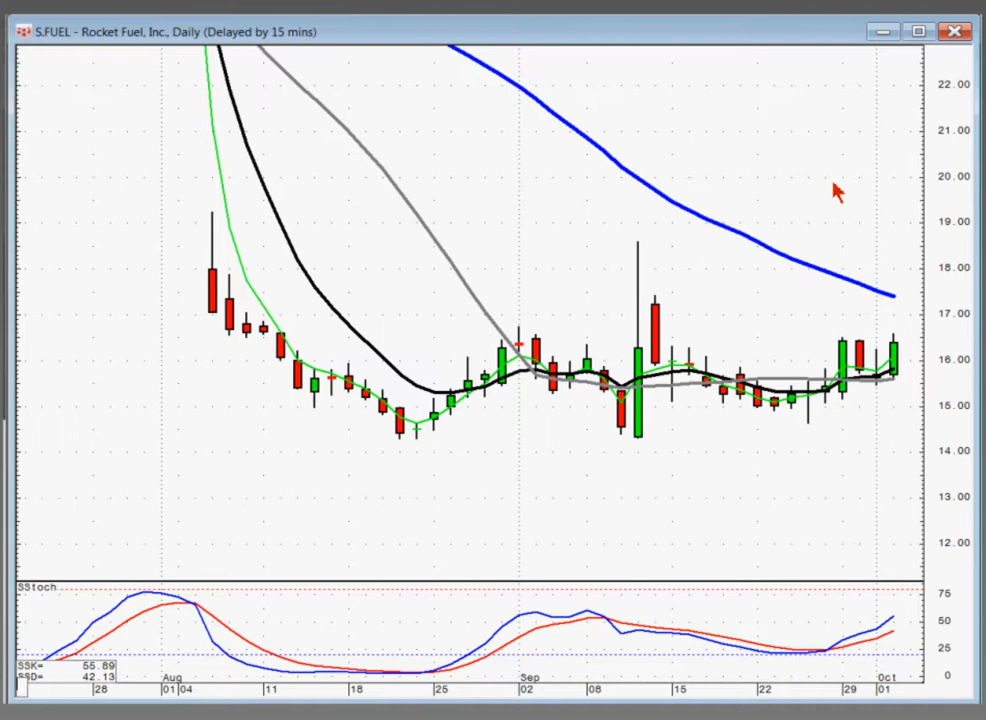 S.FUEL - Rocket Fuel, Inc., Daily (Delayed by 15 mins)
22.00
21.00
20.00
19.00
18.00
17.00
16.00
15.00
14.00
13.00
12.00
SStoch
75
50
25
0
SSK= 55.89
SSD= 42.13
Aug Sep Oct
28 01 04 11 18 25 02 08 15 22 29 01